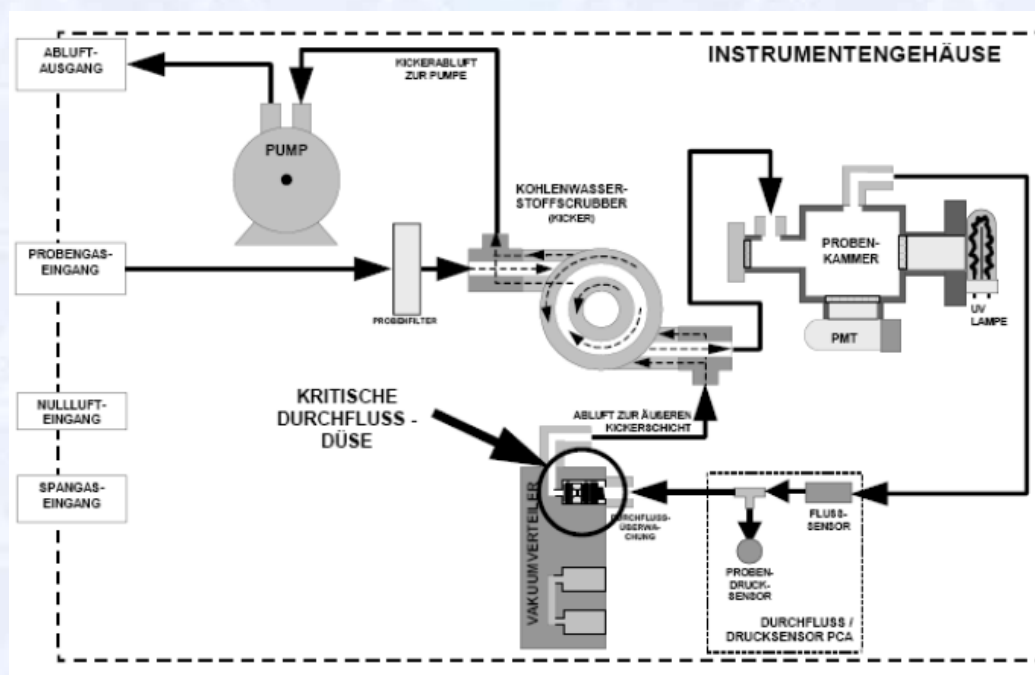 ABLUFT-
AUSGANG
KICKERABLUFT
ZUR PUMPE
INSTRUMENTENGEHÄUSE
PUMP
KOHLENWASSER-
STOFFSCRUBBER
(KICKER)
PROBENGAS-
EINGANG
PROBENFILTER
PROBEN-
KAMMER
UV
LAMPE
PMT
NULLLUFT-
EINGANG
KRITISCHE
DURCHFLUSS -
DÜSE
ABLUFT ZUR ÄUßEREN
KICKERSCHICHT
SPANGAS-
EINGANG
VAKUUMVERTEILER
DURCHFLUSS-
ÜBERWA-
CHUNG
FLUSS-
SENSOR
PROBEN-
DRUCK-
SENSOR
DURCHFLUSS /
DRUCKSENSOR PCA